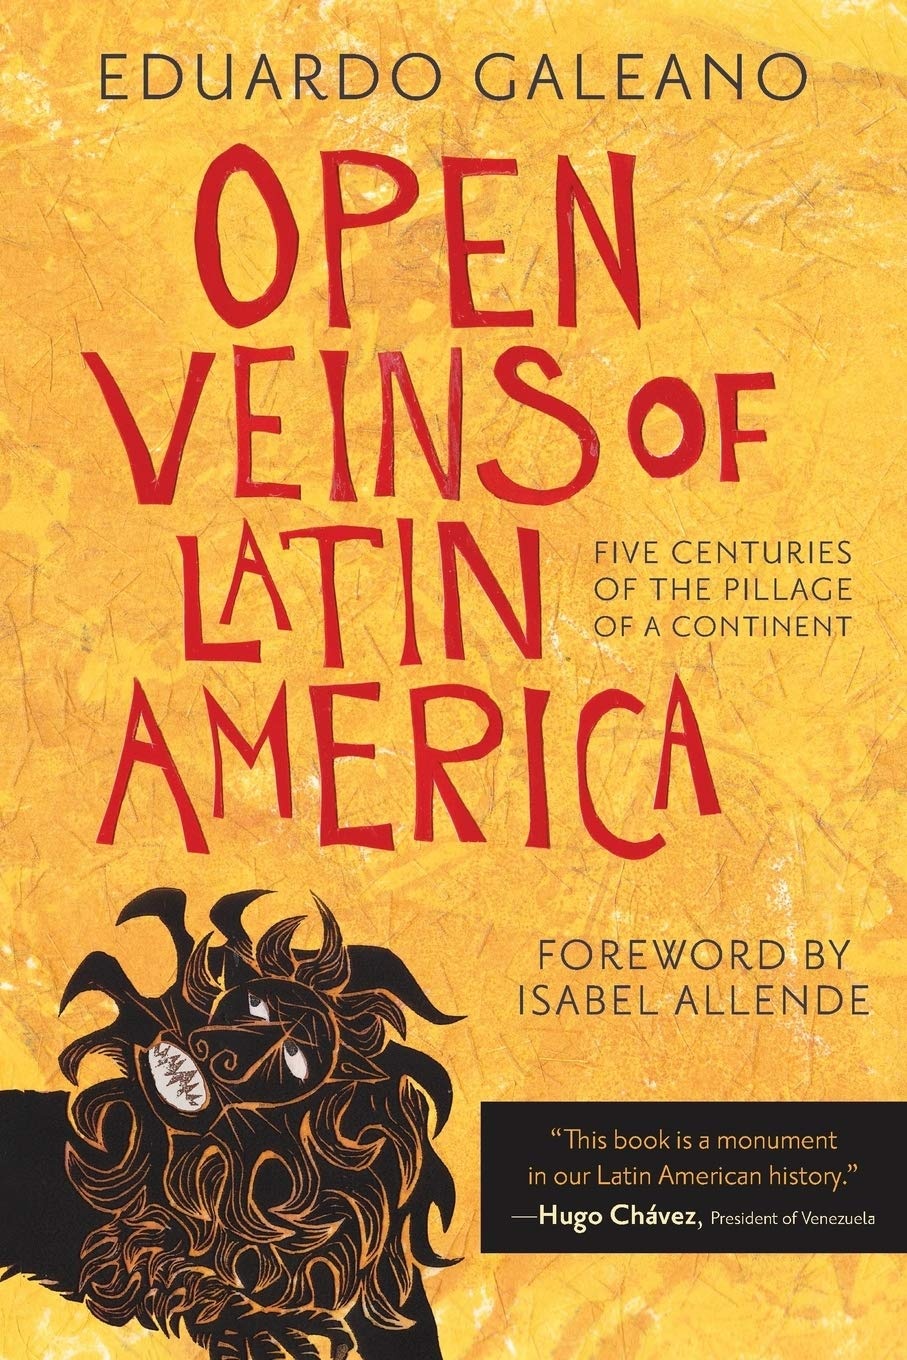 EDUARDO GALEANO
OPEN
VEINS OF
LATIN
AMERICA
FIVE CENTURIES
OF THE PILLAGE
OF A CONTINENT
FOREWORD BY
ISABEL ALLENDE
“This book is a monument
in our Latin American history.”
—Hugo Chávez, President of Venezuela